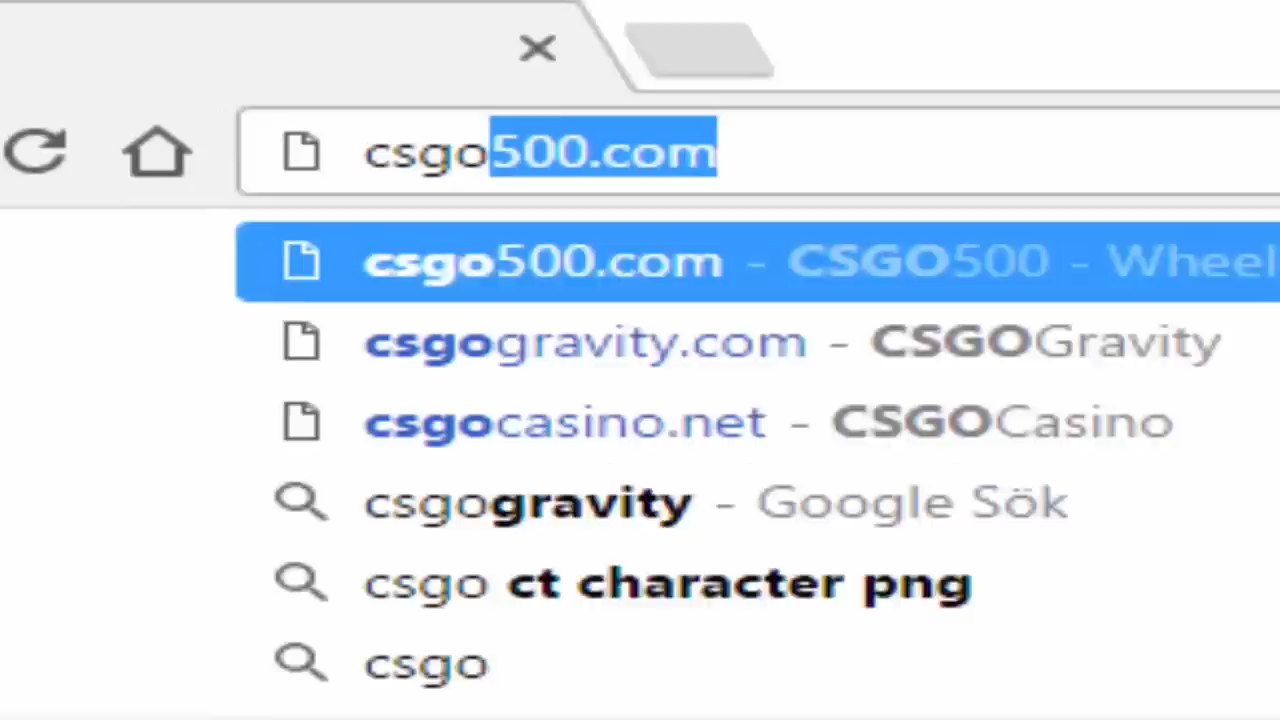 csgo500.com
csgo500.com - CSGO500 - Wheel
csgogravity.com - CSGOGravity
csgocasino.net - CSGOCasino
csgogravity - Google Sök
csgo ct character png
csgo